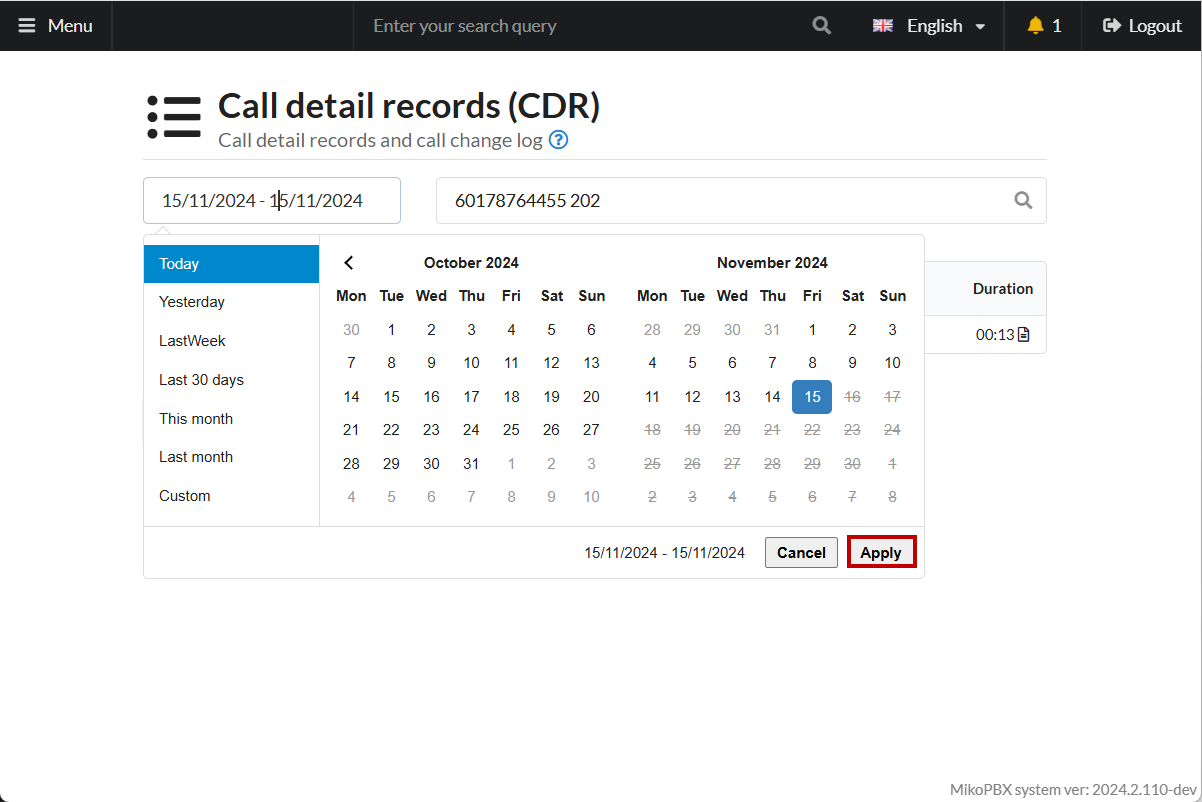 Menu Enter your search query English 1 Logout
Call detail records (CDR)
Call detail records and call change log ?
15/11/2024 - 15/11/2024 60178764455 202
Today
Yesterday
LastWeek
Last 30 days
This month
Last month
Custom
October 2024
Mon Tue Wed Thu Fri Sat Sun
30 1 2 3 4 5 6
7 8 9 10 11 12 13
14 15 16 17 18 19 20
21 22 23 24 25 26 27
28 29 30 31 1 2 3
4 5 6 7 8 9 10
November 2024
Mon Tue Wed Thu Fri Sat Sun
28 29 30 31 1 2 3
4 5 6 7 8 9 10
11 12 13 14 15 16 17
18 19 20 21 22 23 24
25 26 27 28 29 30 1
2 3 4 5 6 7 8
Duration
00:13
15/11/2024 - 15/11/2024 Cancel Apply
MikoPBX system ver: 2024.2.110-dev